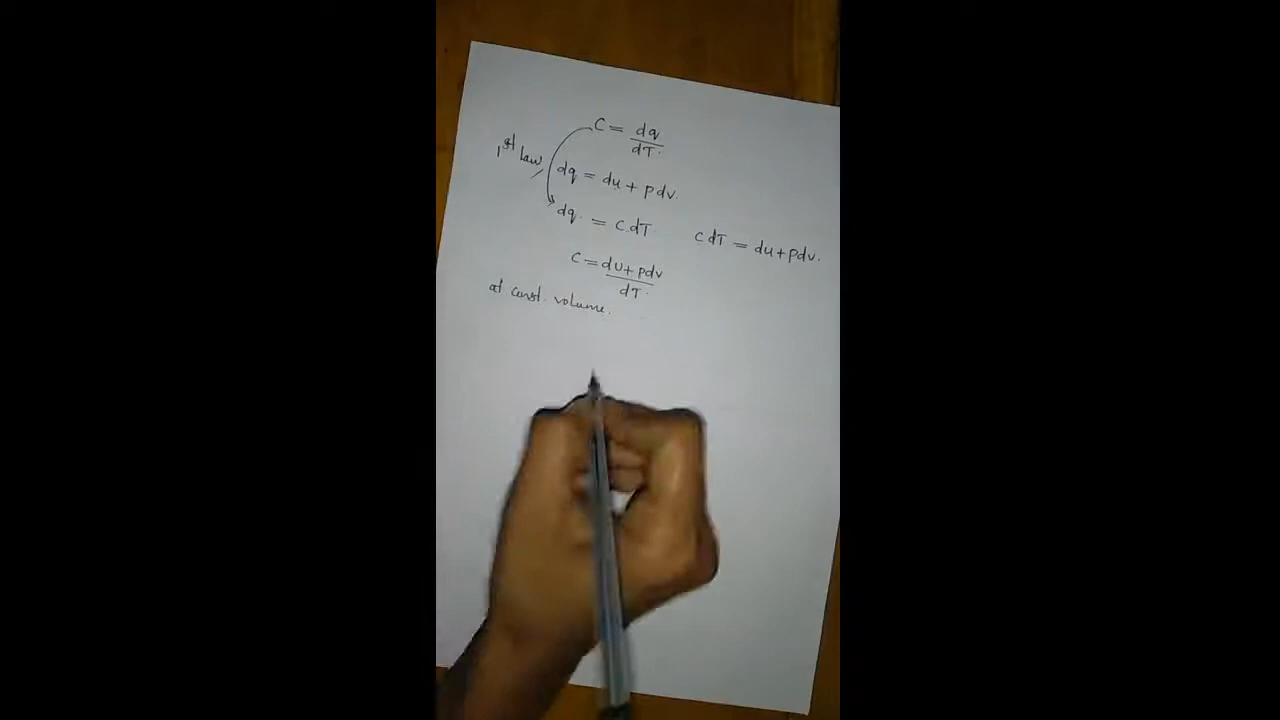 C = dq/dT.
1st law,
dq = du + pdv.
dq. = C.dT
CdT = du+pdv.
C = du+pdv/dT.
at const. volume.